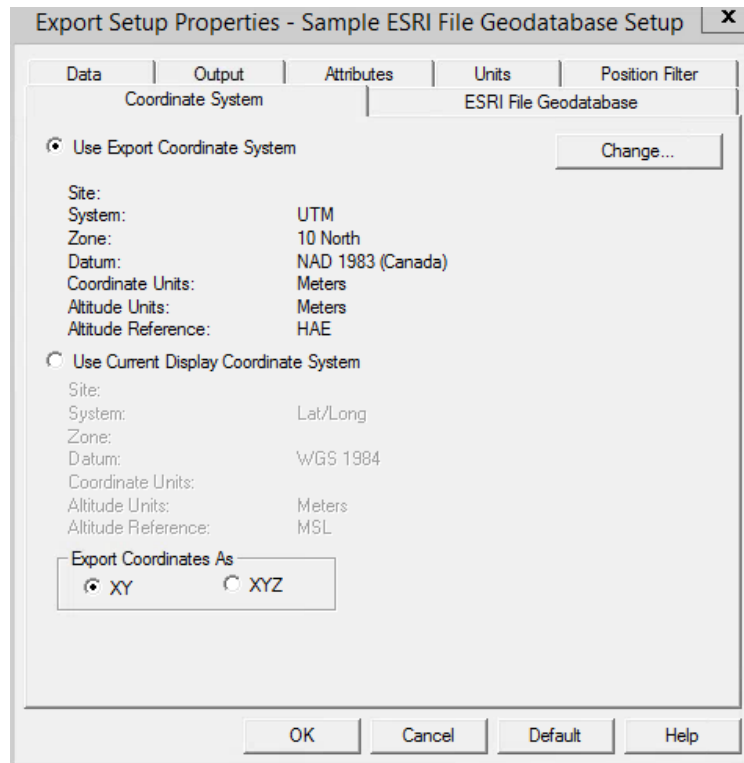 Export Setup Properties - Sample ESRI File Geodatabase Setup x
Data Output Attributes Units Position Filter
Coordinate System ESRI File Geodatabase
Use Export Coordinate System Change...
Site:
System: UTM
Zone: 10 North
Datum: NAD 1983 (Canada)
Coordinate Units: Meters
Altitude Units: Meters
Altitude Reference: HAE
Use Current Display Coordinate System
Site:
System: Lat/Long
Zone:
Datum: WGS 1984
Coordinate Units:
Altitude Units: Meters
Altitude Reference: MSL
Export Coordinates As
XY XYZ
OK Cancel Default Help